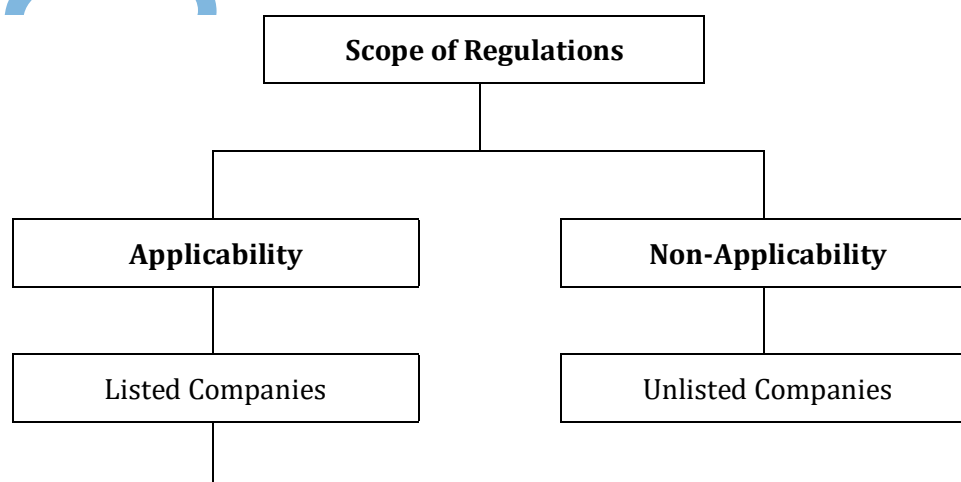 Scope of Regulations
Applicability
Non-Applicability
Listed Companies
Unlisted Companies